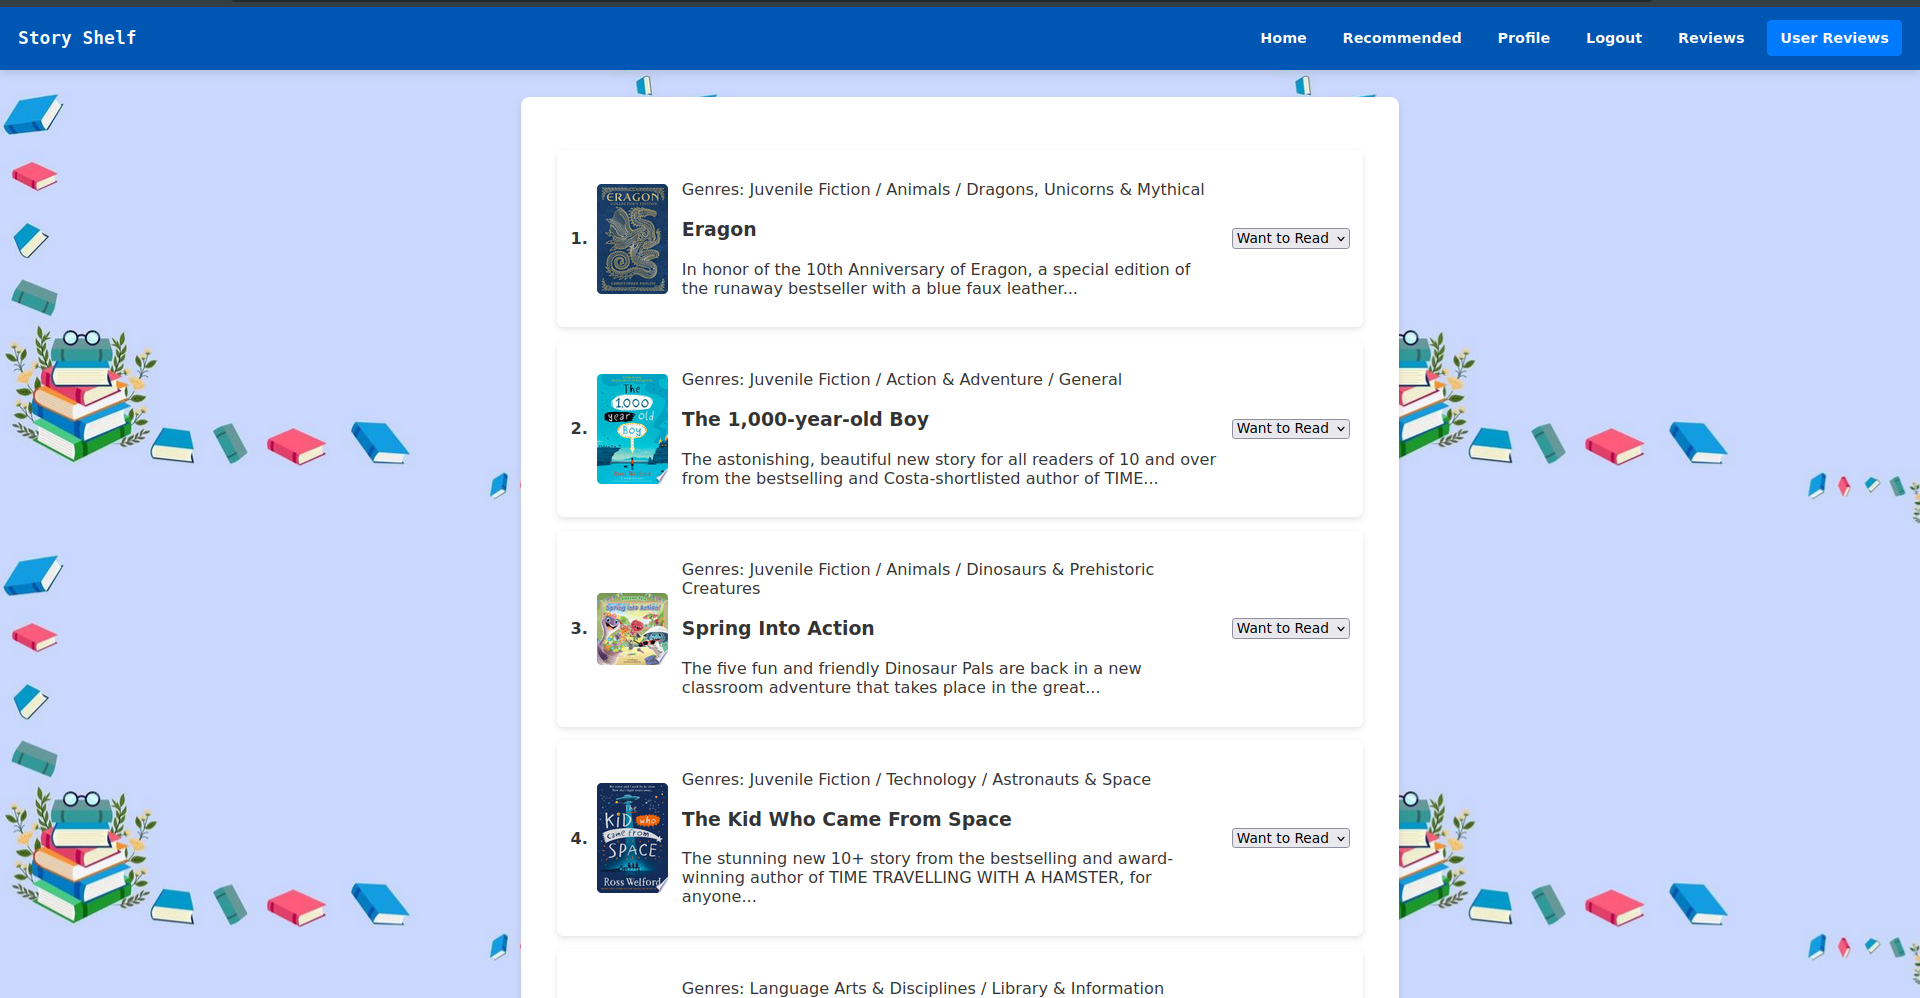 Story Shelf
Home
Recommended
Profile
Logout
Reviews
User Reviews
Genres: Juvenile Fiction / Animals / Dragons, Unicorns & Mythical
1.
ERAGON
Eragon
Want to Read
In honor of the 10th Anniversary of Eragon, a special edition of
the runaway bestseller with a blue faux leather...
Genres: Juvenile Fiction / Action & Adventure / General
2.
The
1,000
year old
Boy
The 1,000-year-old Boy
Want to Read
The astonishing, beautiful new story for all readers of 10 and over
from the bestselling and Costa-shortlisted author of TIME...
Genres: Juvenile Fiction / Animals / Dinosaurs & Prehistoric
Creatures
3.
Spring Into Action!
Spring Into Action
Want to Read
The five fun and friendly Dinosaur Pals are back in a new
classroom adventure that takes place in the great...
Genres: Juvenile Fiction / Technology / Astronauts & Space
4.
The
KID who
came from
SPACE
Ross Welford
The Kid Who Came From Space
Want to Read
The stunning new 10+ story from the bestselling and award-
winning author of TIME TRAVELLING WITH A HAMSTER, for
anyone...
Genres: Language Arts & Disciplines / Library & Information